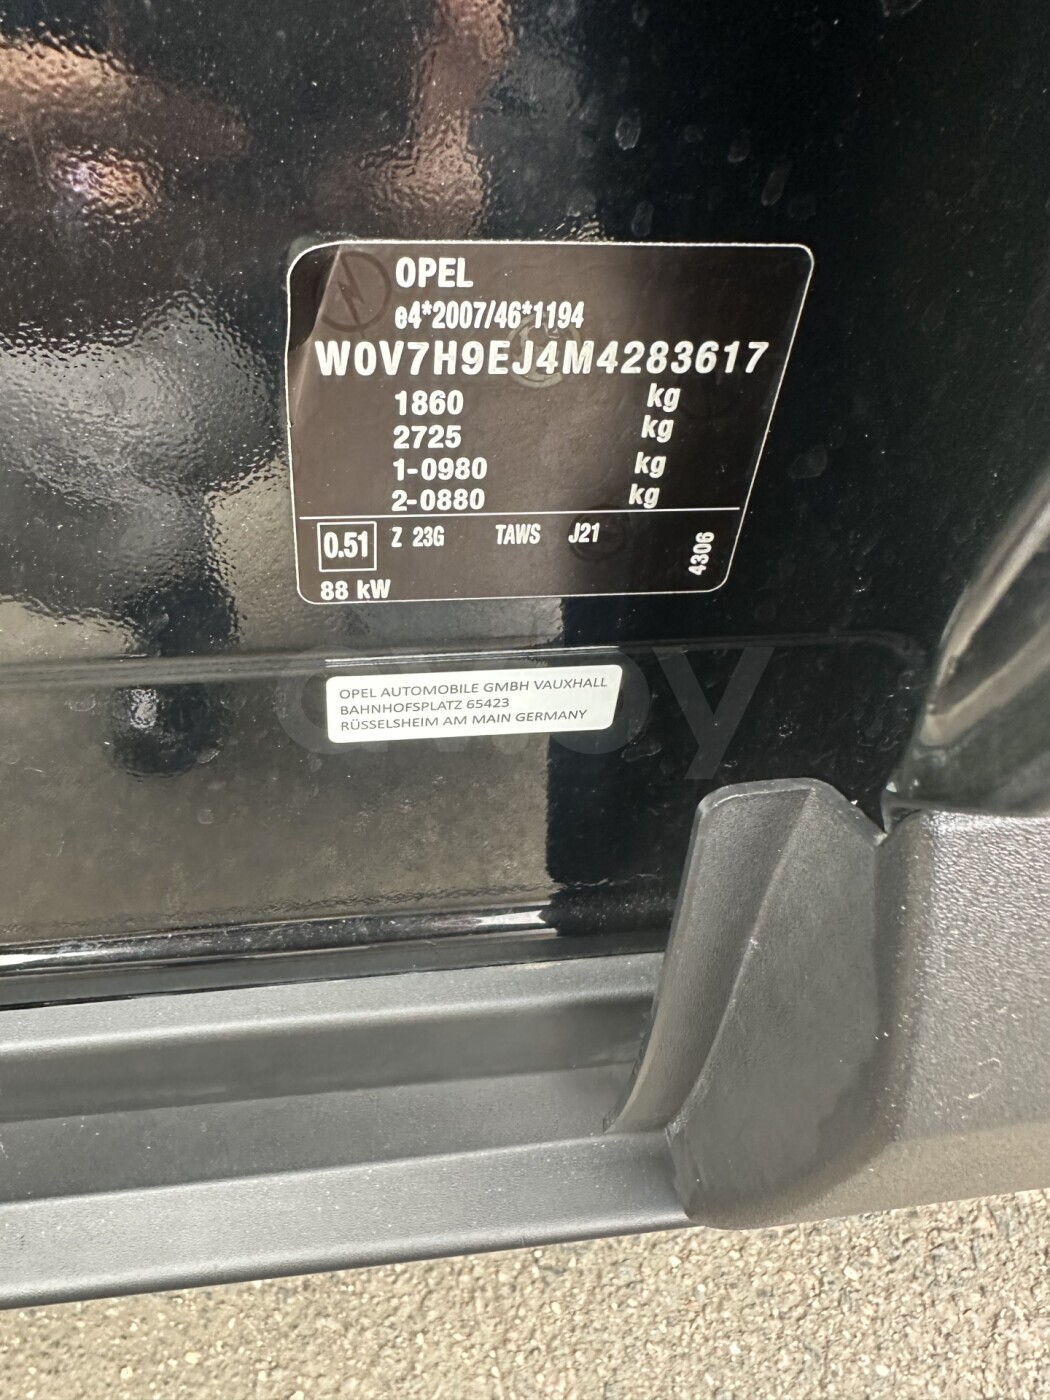 OPEL
e4*2007/46*1194
W0V7H9EJ4M4283617
1860 kg
2725 kg
1-0980 kg
2-0880 kg
0.51 Z 23G TAWS J21 4306
88 kW
OPEL AUTOMOBILE GMBH VAUXHALL
BAHNHOFSPLATZ 65423
RÜSSELSHEIM AM MAIN GERMANY